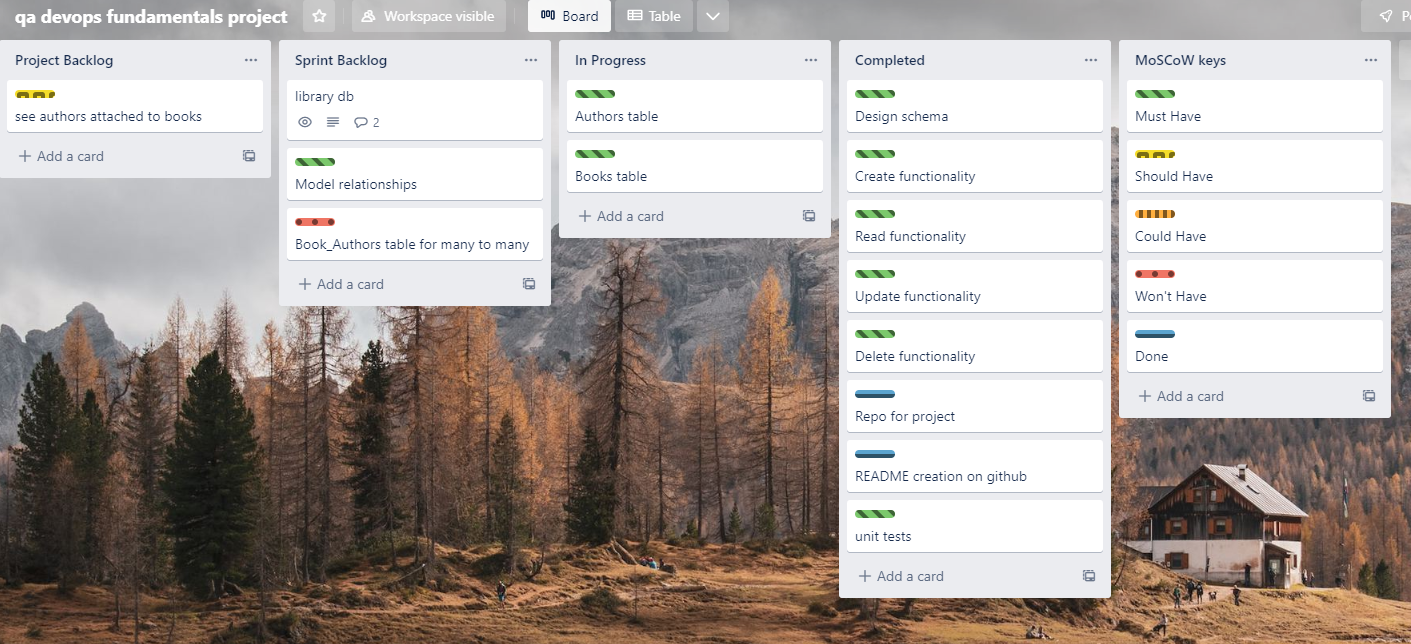 qa devops fundamentals project
Workspace visible
Board
Table
Project Backlog
see authors attached to books
Add a card
Sprint Backlog
library db
2
Model relationships
Book_Authors table for many to many
Add a card
In Progress
Authors table
Books table
Add a card
Completed
Design schema
Create functionality
Read functionality
Update functionality
Delete functionality
Repo for project
README creation on github
unit tests
Add a card
MoSCoW keys
Must Have
Should Have
Could Have
Won't Have
Done
Add a card